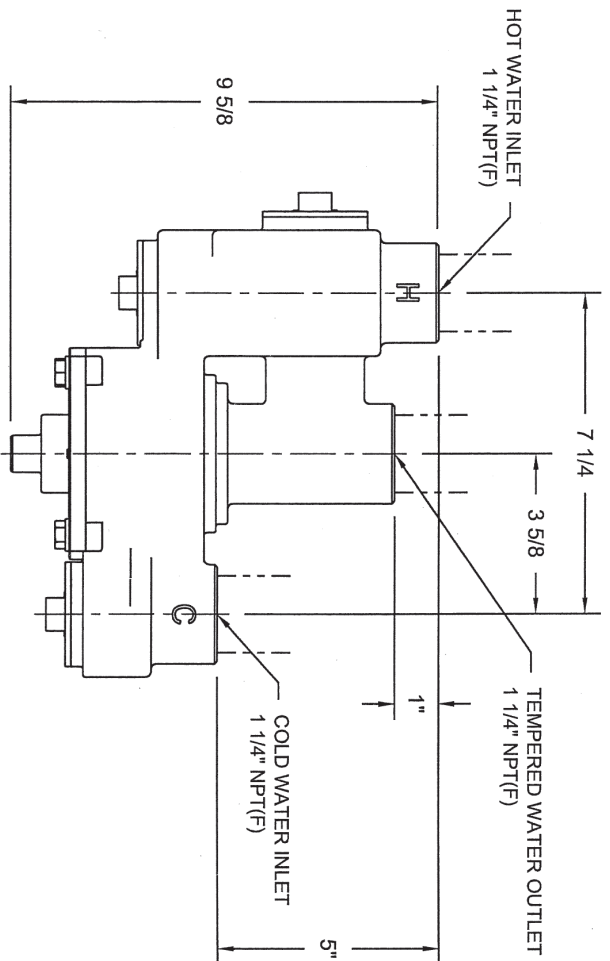 HOT WATER INLET
1 1/4" NPT(F)
9 5/8
H
7 1/4
3 5/8
TEMPERED WATER OUTLET
1 1/4" NPT(F)
1"
C
COLD WATER INLET
1 1/4" NPT(F)
5"